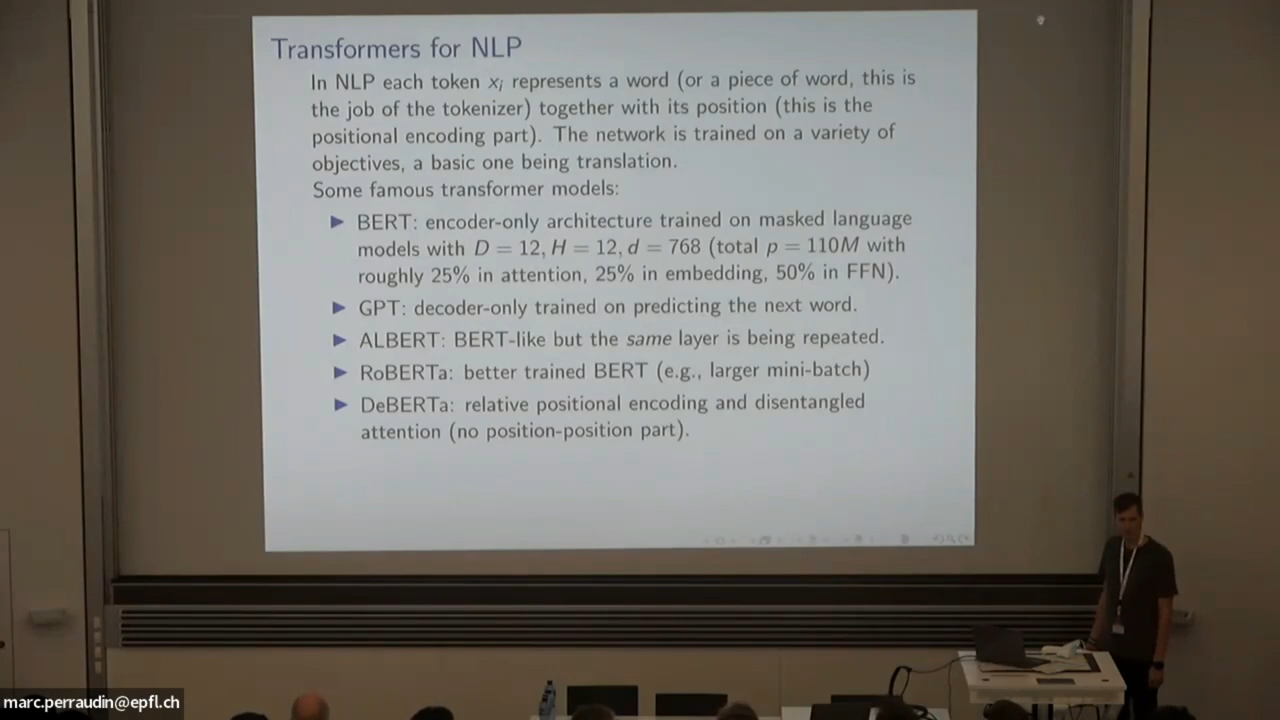 Transformers for NLP
In NLP each token xᵢ represents a word (or a piece of word, this is
the job of the tokenizer) together with its position (this is the
positional encoding part). The network is trained on a variety of
objectives, a basic one being translation.
Some famous transformer models:
▶ BERT: encoder-only architecture trained on masked language
models with D = 12, H = 12, d = 768 (total p = 110M with
roughly 25% in attention, 25% in embedding, 50% in FFN).
▶ GPT: decoder-only trained on predicting the next word.
▶ ALBERT: BERT-like but the same layer is being repeated.
▶ RoBERTa: better trained BERT (e.g., larger mini-batch)
▶ DeBERTa: relative positional encoding and disentangled
attention (no position-position part).
marc.perraudin@epfl.ch